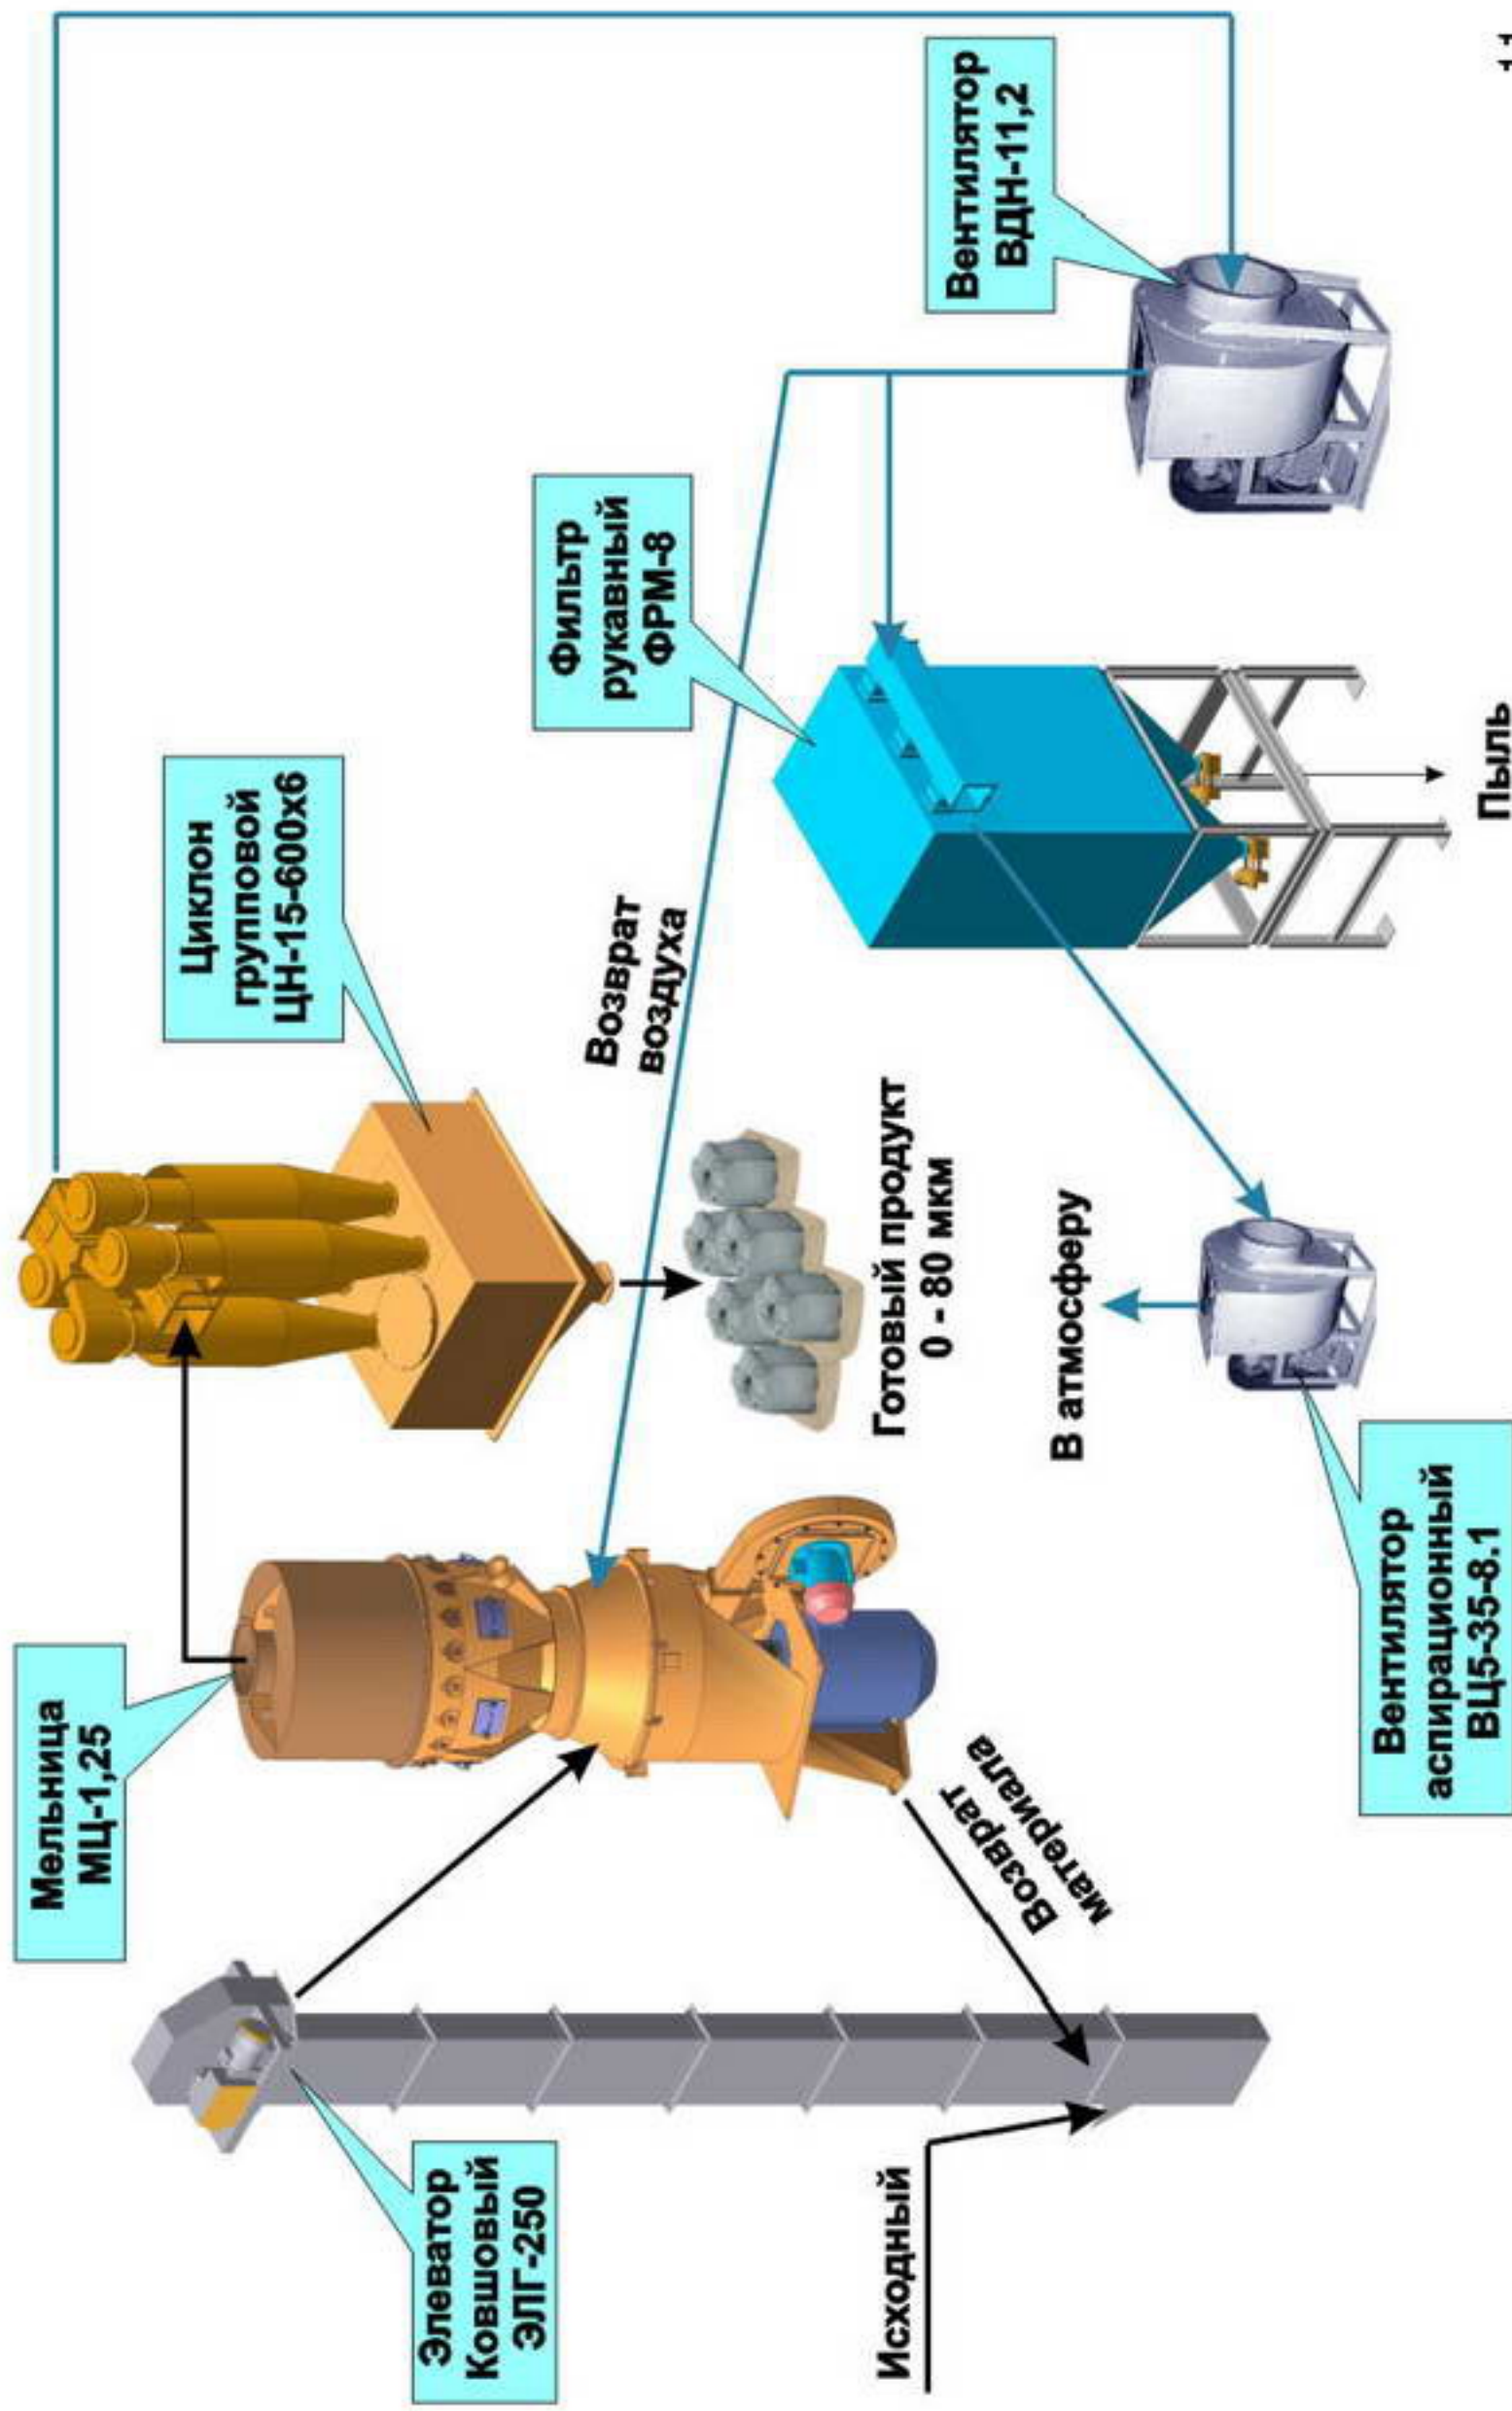 Мельница
МЦ-1,25
Циклон
групповой
ЦН-15-600х6
Фильтр
рукавный
ФРМ-8
Вентилятор
ВДН-11,2
Элеватор
Ковшовый
ЭЛГ-250
Возврат
воздуха
Готовый продукт
0 - 80 мкм
Исходный
Возврат
материала
В атмосферу
Вентилятор
аспирационный
ВЦ5-35-8.1
Пыль